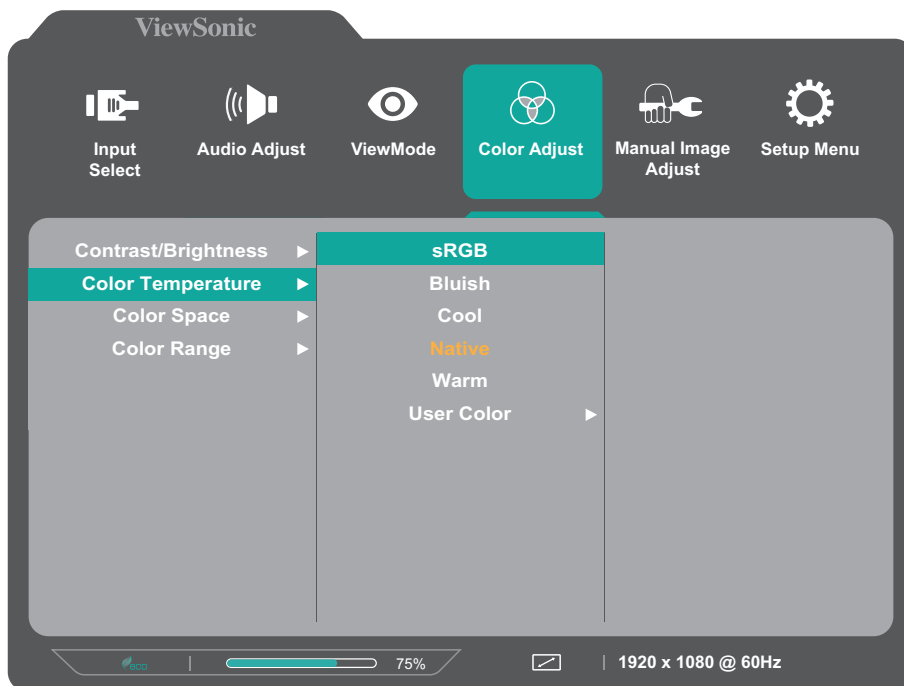 ViewSonic
Input
Select
Audio Adjust
ViewMode
Color Adjust
Manual Image
Adjust
Setup Menu
Contrast/Brightness
Color Temperature
Color Space
Color Range
sRGB
Bluish
Cool
Native
Warm
User Color
eco
75%
1920 x 1080 @ 60Hz